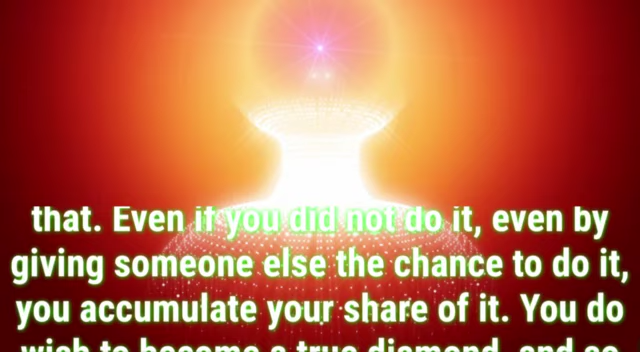 that. Even if you did not do it, even by
giving someone else the chance to do it,
you accumulate your share of it. You do
wish to become a true diamond, and so